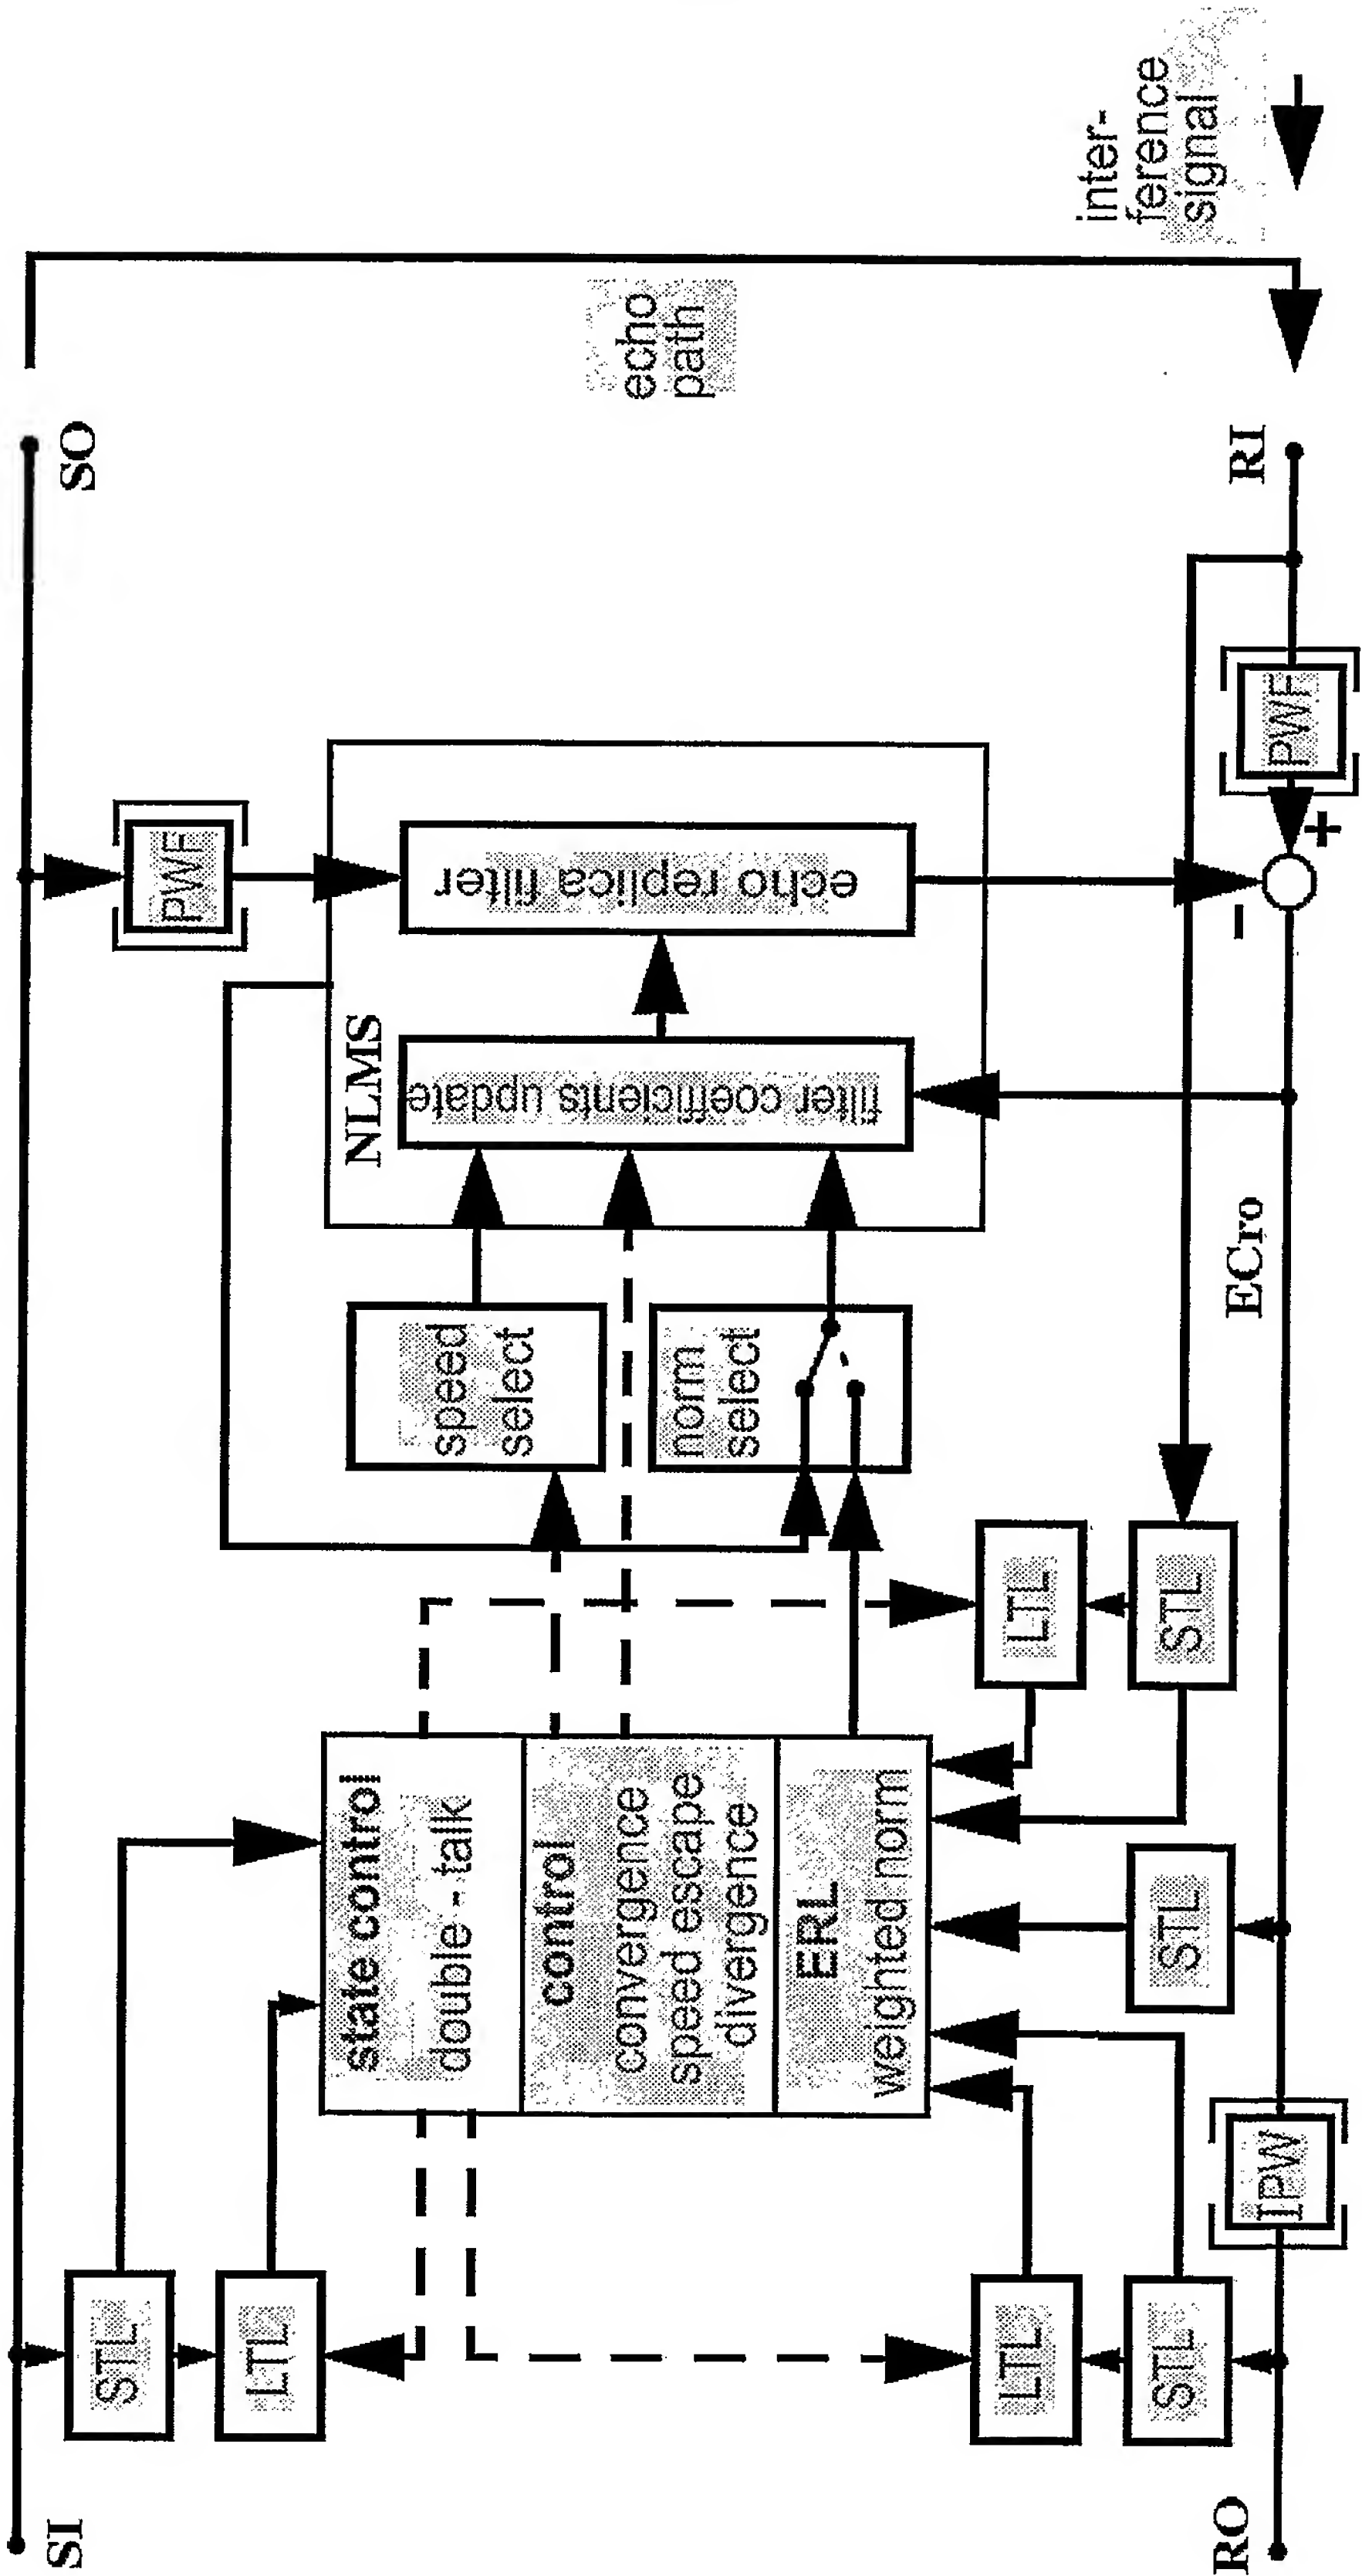 SI
SO
STL
LTL
PWF
state control
double - talk
control
convergence
speed escape
divergence
ERL
weighted norm
speed
select
norm
select
NLMS
filter coefficients update
echo replica filter
echo
path
inter-
ference
signal
LTL
STL
STL
LTL
STL
ECro
-
+
PWF
IPW
RO
RI